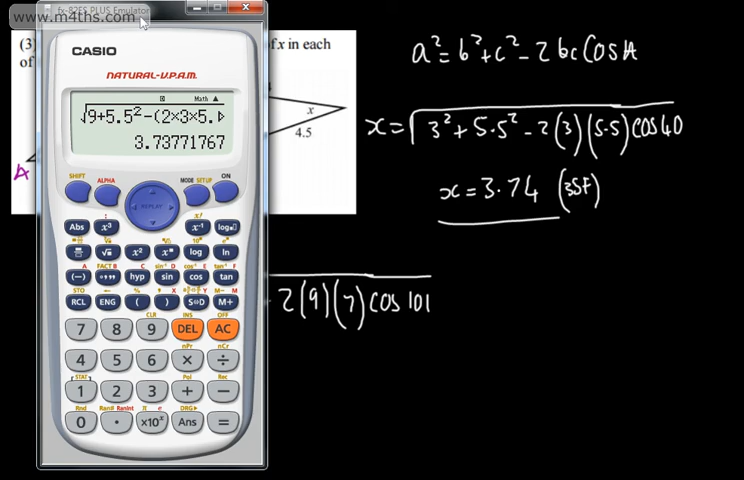 fx-82ES PLUS Emulator
www.m4ths.com
(3)
of x in each
of
CASIO
NATURAL-V.P.A.M.
Math ▲
√9+5.5²-(2×3×5.▶
3.73771767
x
4.5
A
a² = b² + c² - 2bc Cos A
x = √3² + 5.5² - 2(3)(5.5) cos 40
x = 3.74 (3SF)
2(9)(7) cos 101
SHIFT ALPHA MODE SETUP ON
REPLAY
Abs x³ x⁻¹ log
√ x² log ln
(−) hyp sin cos tan
RCL ENG ( ) S⇔D M+
7 8 9 DEL AC
4 5 6 × ÷
1 2 3 + −
0 . ×10ˣ Ans =